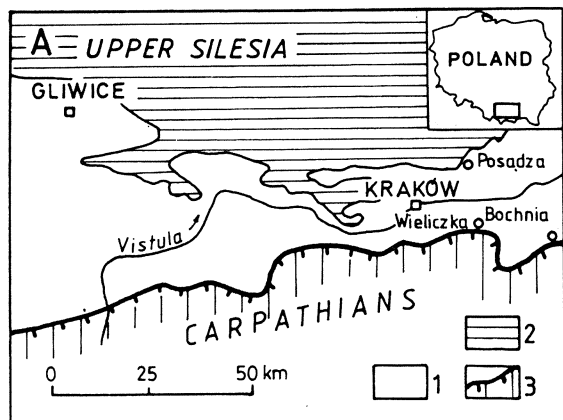 A UPPER SILESIA
POLAND
GLIWICE
Posądza
KRAKÓW
Wieliczka
Bochnia
Vistula
CARPATHIANS
2
0 25 50 km
1
3